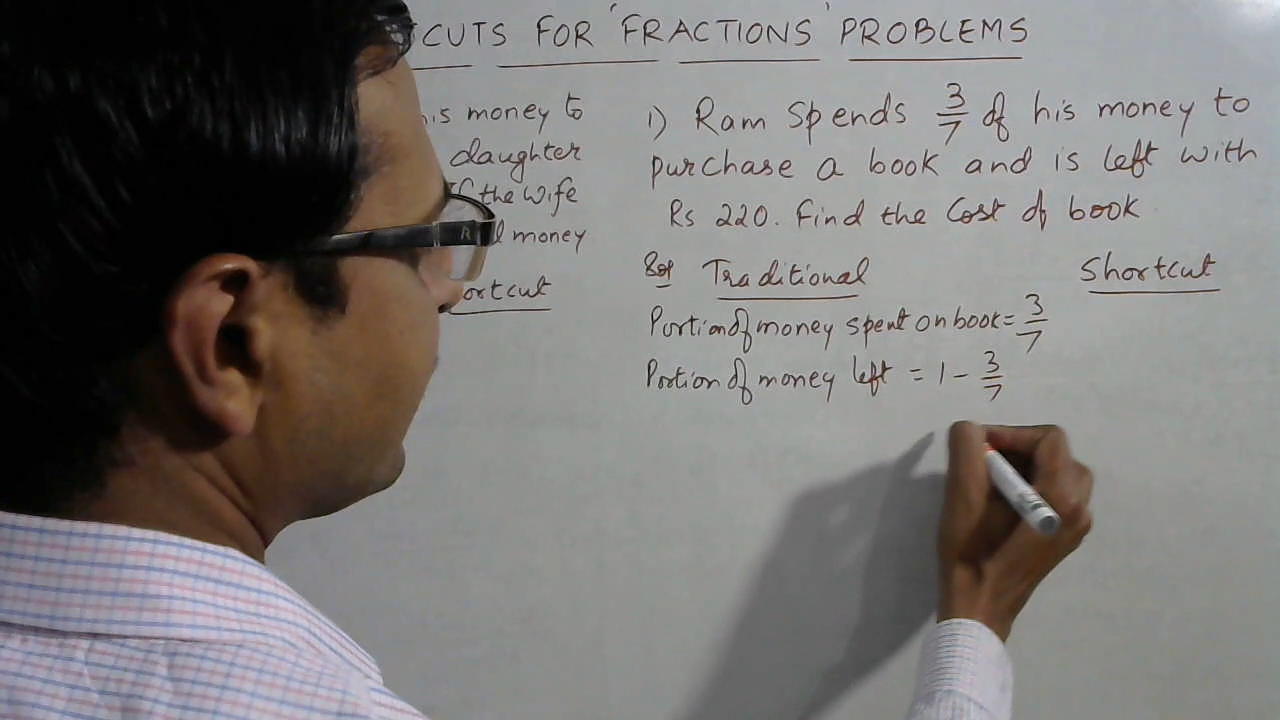 CUTS FOR 'FRACTIONS' PROBLEMS
money to
daughter
the wife
money
1) Ram Spends 3/7 of his money to
purchase a book and is left with
Rs 220. Find the Cost of book
Sol Traditional Shortcut
Portion of money spent on book = 3/7
Portion of money left = 1 - 3/7